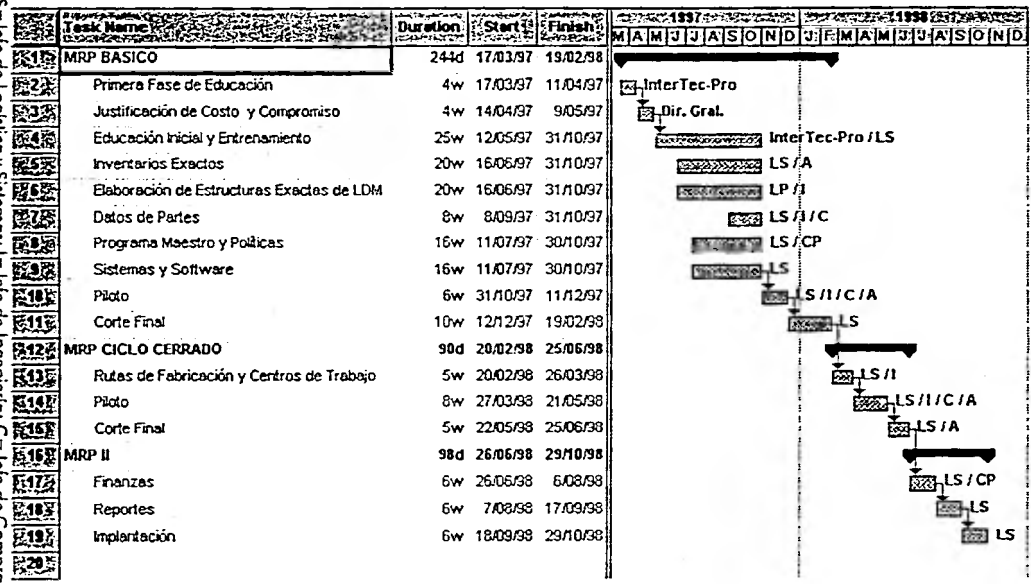 Task Name Duration Start Finish 1997 1998
M A M J J A S O N D J F M A M J J A S O N D
1 MRP BASICO 244d 17/03/97 19/02/98
2 Primera Fase de Educación 4w 17/03/97 11/04/97 InterTec-Pro
3 Justificación de Costo y Compromiso 4w 14/04/97 9/05/97 Dir. Gral.
4 Educación Inicial y Entrenamiento 25w 12/05/97 31/10/97 InterTec-Pro / LS
5 Inventarios Exactos 20w 16/06/97 31/10/97 LS / A
6 Elaboración de Estructuras Exactas de LDM 20w 16/06/97 31/10/97 LP / I
7 Datos de Partes 8w 8/09/97 31/10/97 LS / I / C
8 Programa Maestro y Políticas 16w 11/07/97 30/10/97 LS / CP
9 Sistemas y Software 16w 11/07/97 30/10/97 LS
10 Piloto 6w 31/10/97 11/12/97 LS / I / C / A
11 Corte Final 10w 12/12/97 19/02/98 LS
12 MRP CICLO CERRADO 90d 20/02/98 25/06/98
13 Rutas de Fabricación y Centros de Trabajo 5w 20/02/98 26/03/98 LS / I
14 Piloto 8w 27/03/98 21/05/98 LS / I / C / A
15 Corte Final 5w 22/05/98 25/06/98 LS / A
16 MRP II 98d 26/06/98 29/10/98
17 Finanzas 6w 26/06/98 6/08/98 LS / CP
18 Reportes 6w 7/08/98 17/09/98 LS
19 Implantación 6w 18/09/98 29/10/98 LS
20